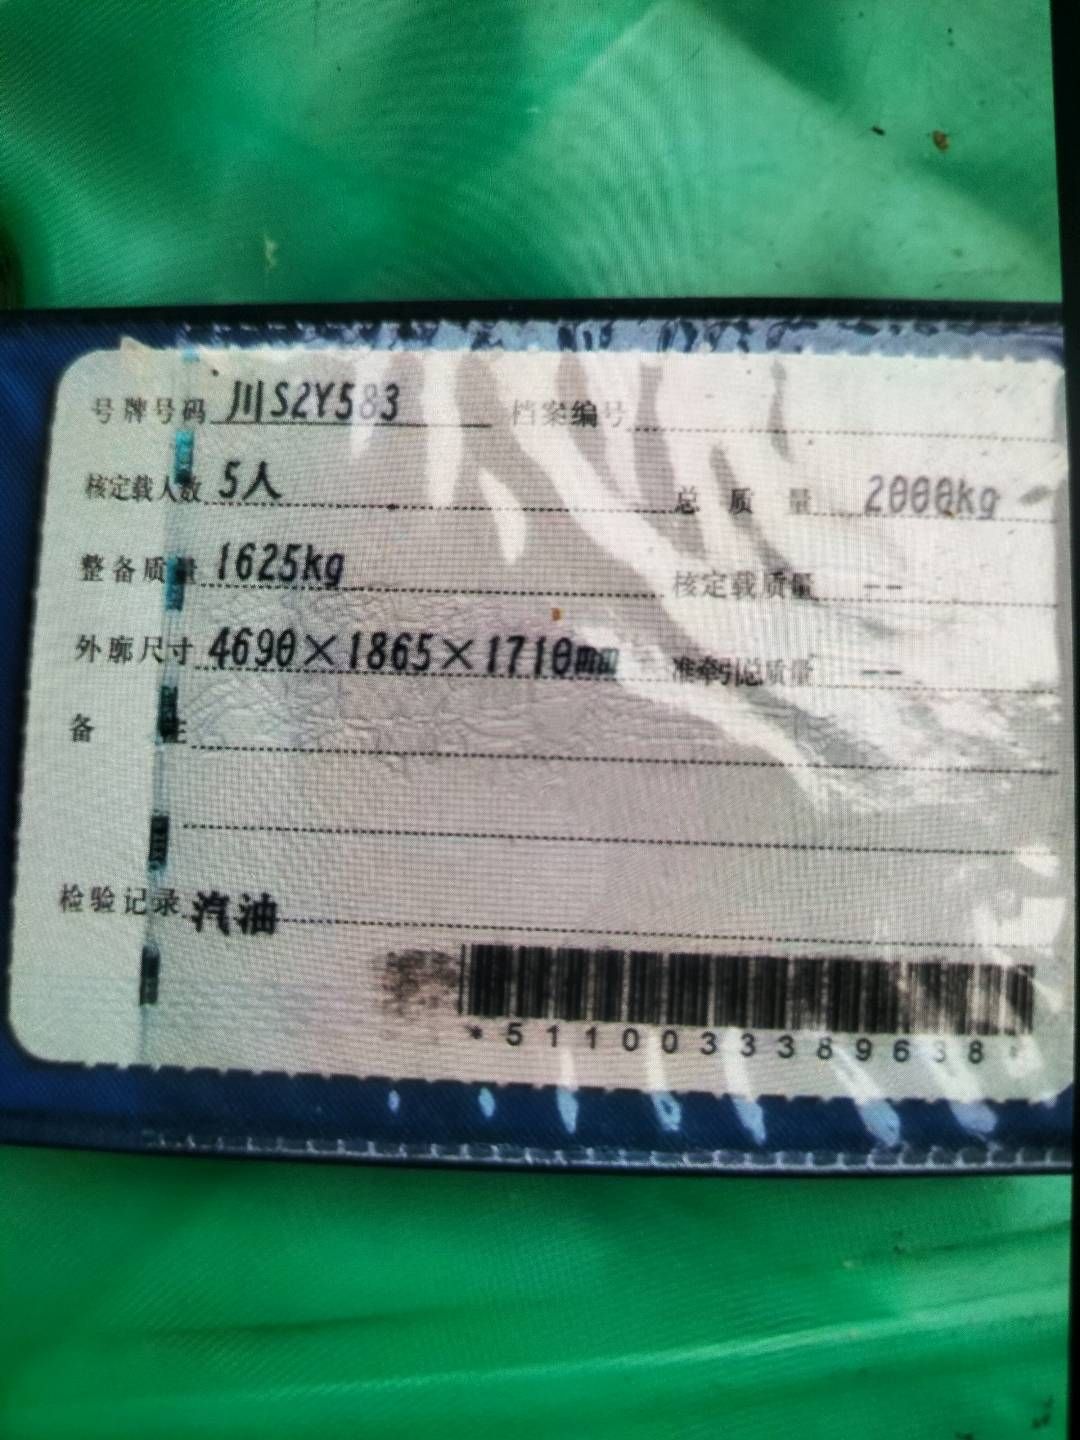 号牌号码 川S2Y583 档案编号
核定载人数 5人 总质量 2000kg
整备质量 1625kg 核定载质量 --
外廓尺寸 4690×1865×1710mm 准牵引总质量 --
备注
检验记录 汽油
*5110033389638*